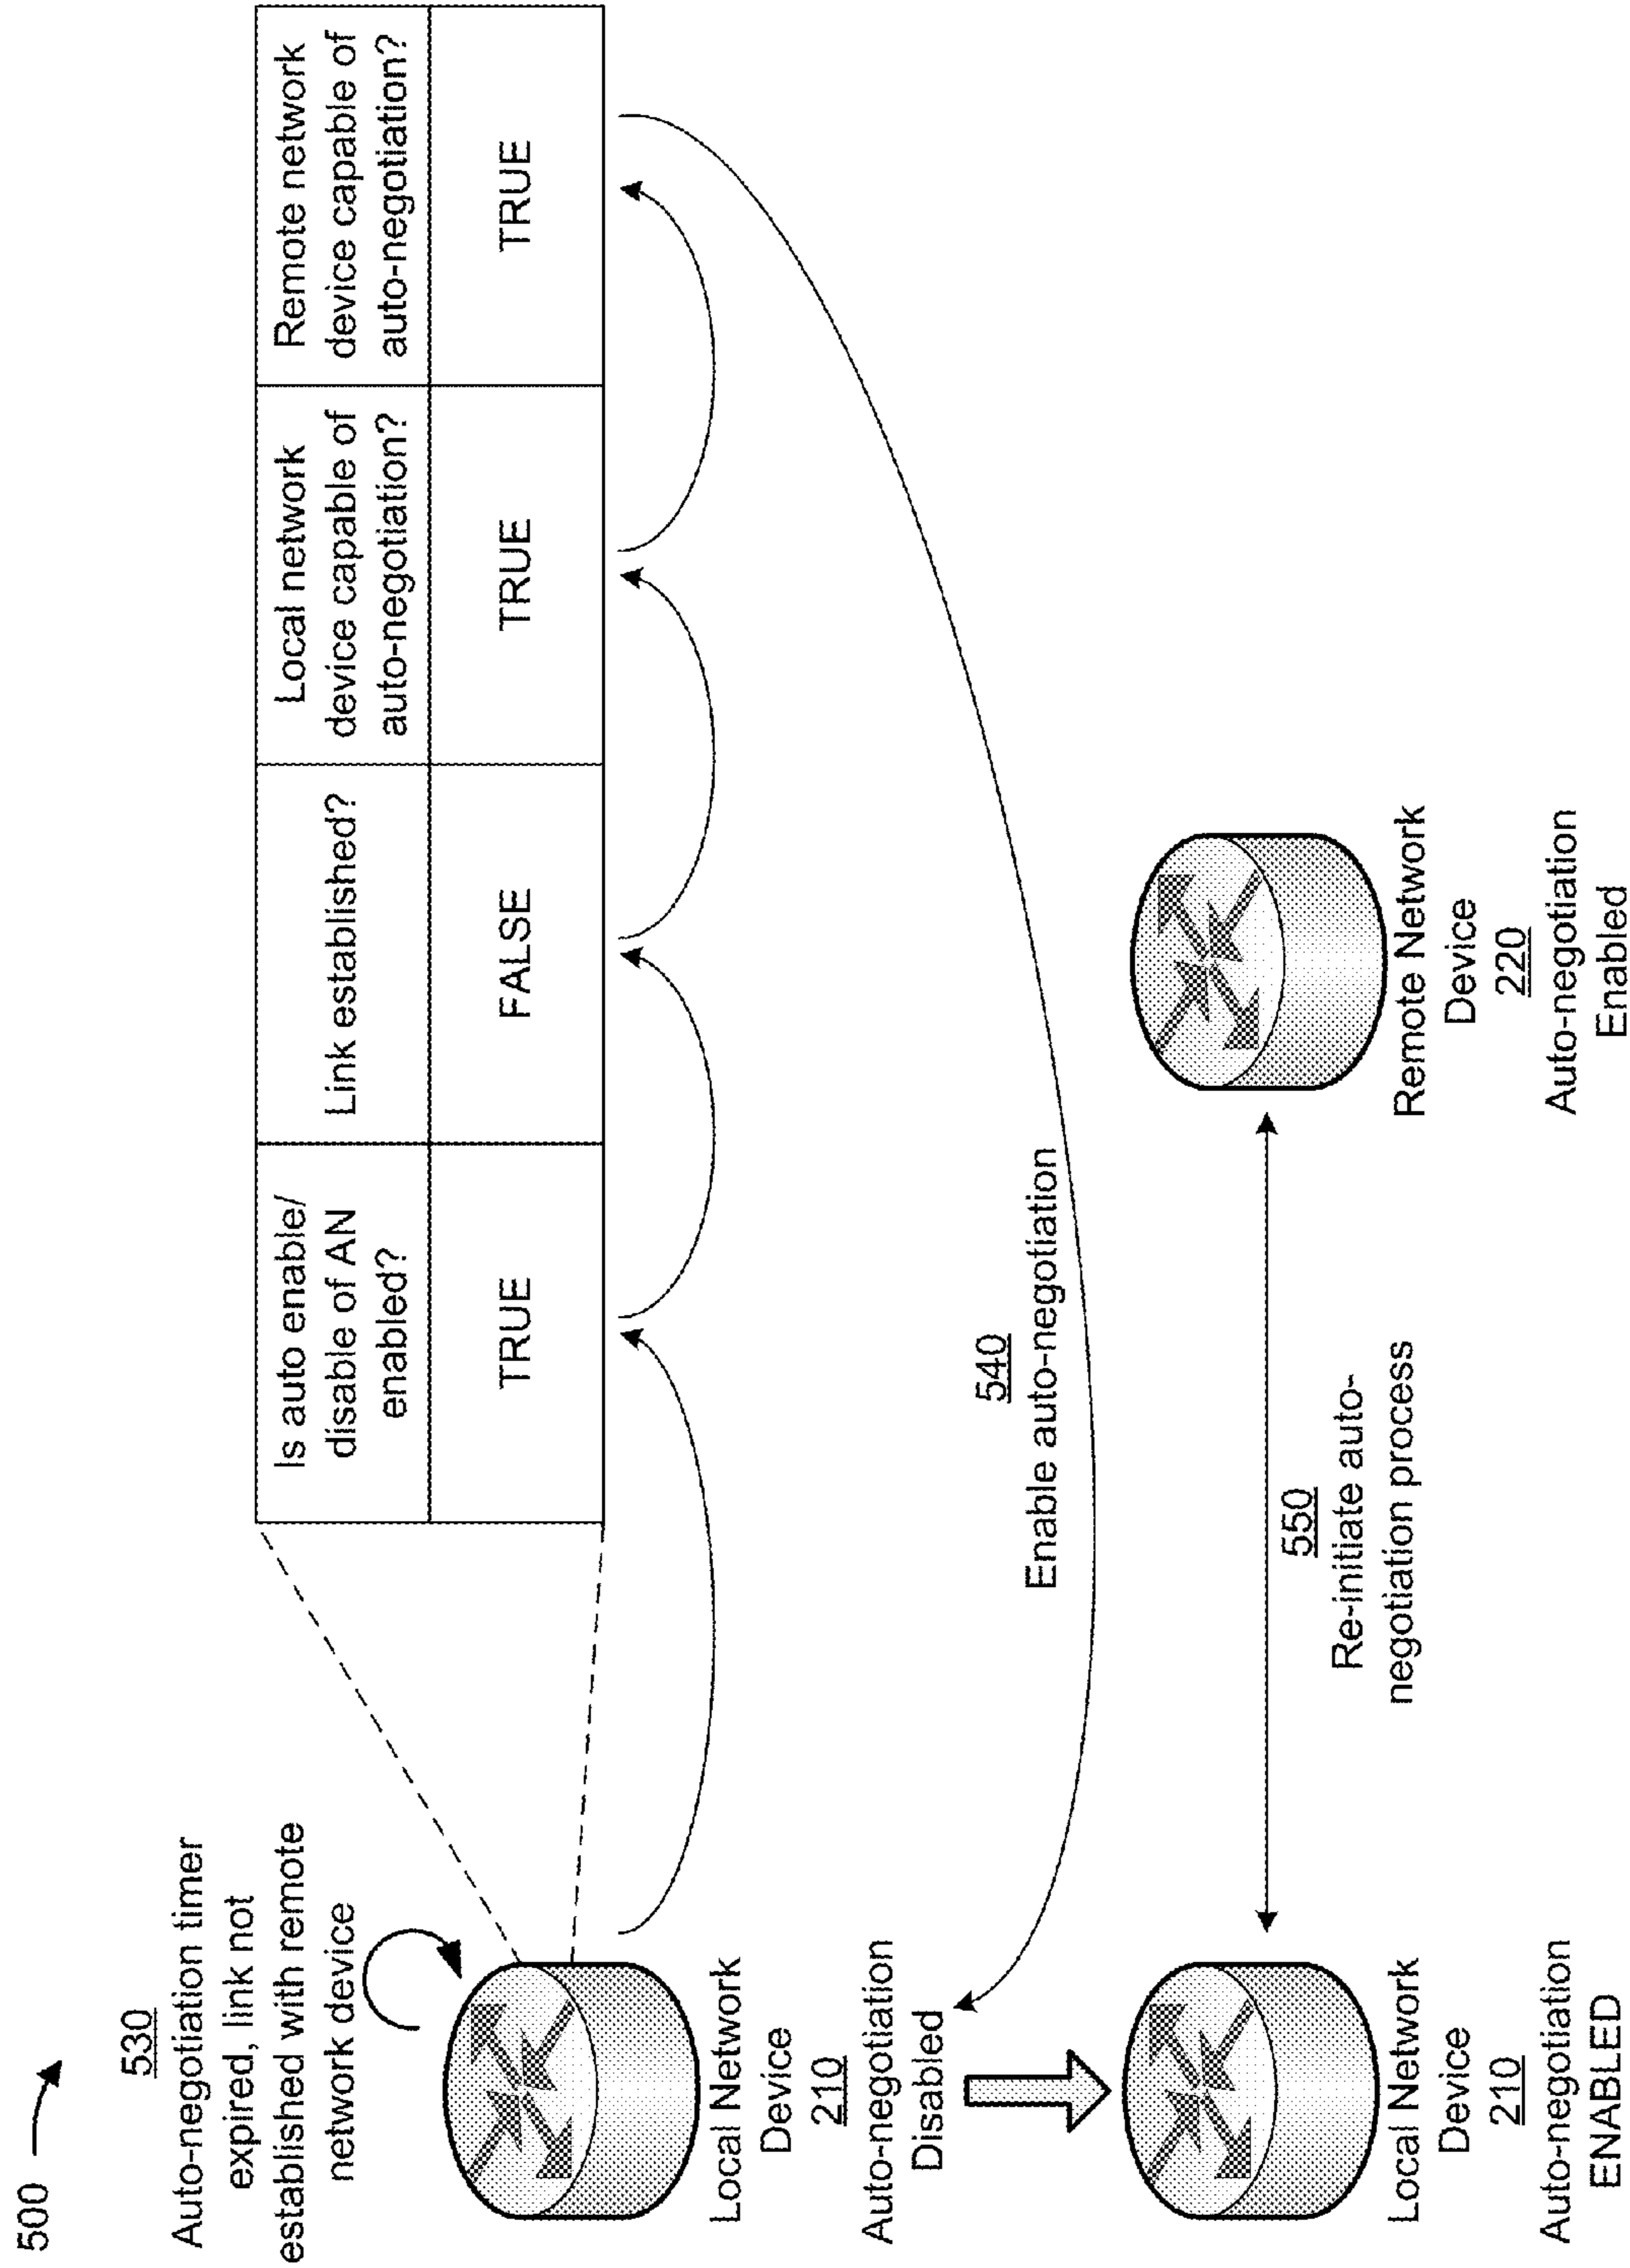 500
530
Auto-negotiation timer
expired, link not
established with remote
network device
Is auto enable/
disable of AN
enabled?
Link established?
Local network
device capable of
auto-negotiation?
Remote network
device capable of
auto-negotiation?
TRUE
FALSE
TRUE
TRUE
Local Network
Device
210
Auto-negotiation
Disabled
540
Enable auto-negotiation
Local Network
Device
210
Auto-negotiation
ENABLED
550
Re-initiate auto-
negotiation process
Remote Network
Device
220
Auto-negotiation
Enabled